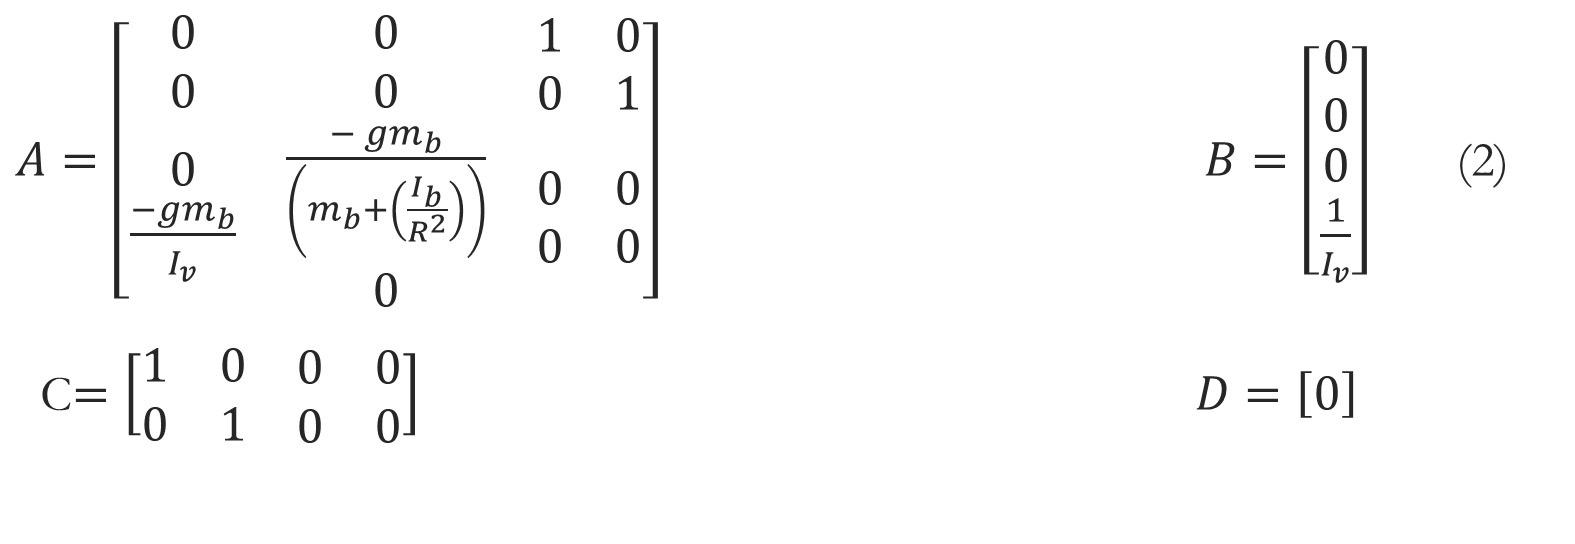 A = [ 0 0 1 0
0 0 0 1
0 −gm_b/(m_b+(I_b/R²)) 0 0
−gm_b/I_v 0 0 0 ] B = [ 0 0 0 1/I_v ] (2)
C= [ 1 0 0 0
0 1 0 0 ] D = [0]